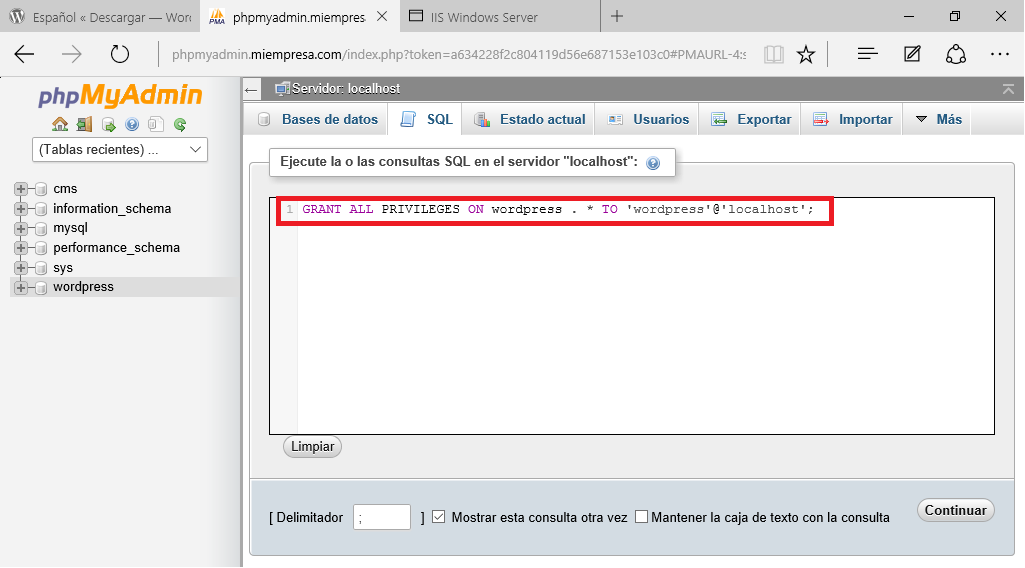 Español « Descargar — Wor
PMA
phpmyadmin.miempres
IIS Windows Server
phpmyadmin.miempresa.com/index.php?token=a634228f2c804119d56e687153e103c0#PMAURL-4:s
phpMyAdmin
(Tablas recientes) ...
cms
information_schema
mysql
performance_schema
sys
wordpress
Servidor: localhost
Bases de datos
SQL
Estado actual
Usuarios
Exportar
Importar
Más
Ejecute la o las consultas SQL en el servidor "localhost":
1 GRANT ALL PRIVILEGES ON wordpress . * TO 'wordpress'@'localhost';
Limpiar
[ Delimitador ; ] Mostrar esta consulta otra vez Mantener la caja de texto con la consulta
Continuar